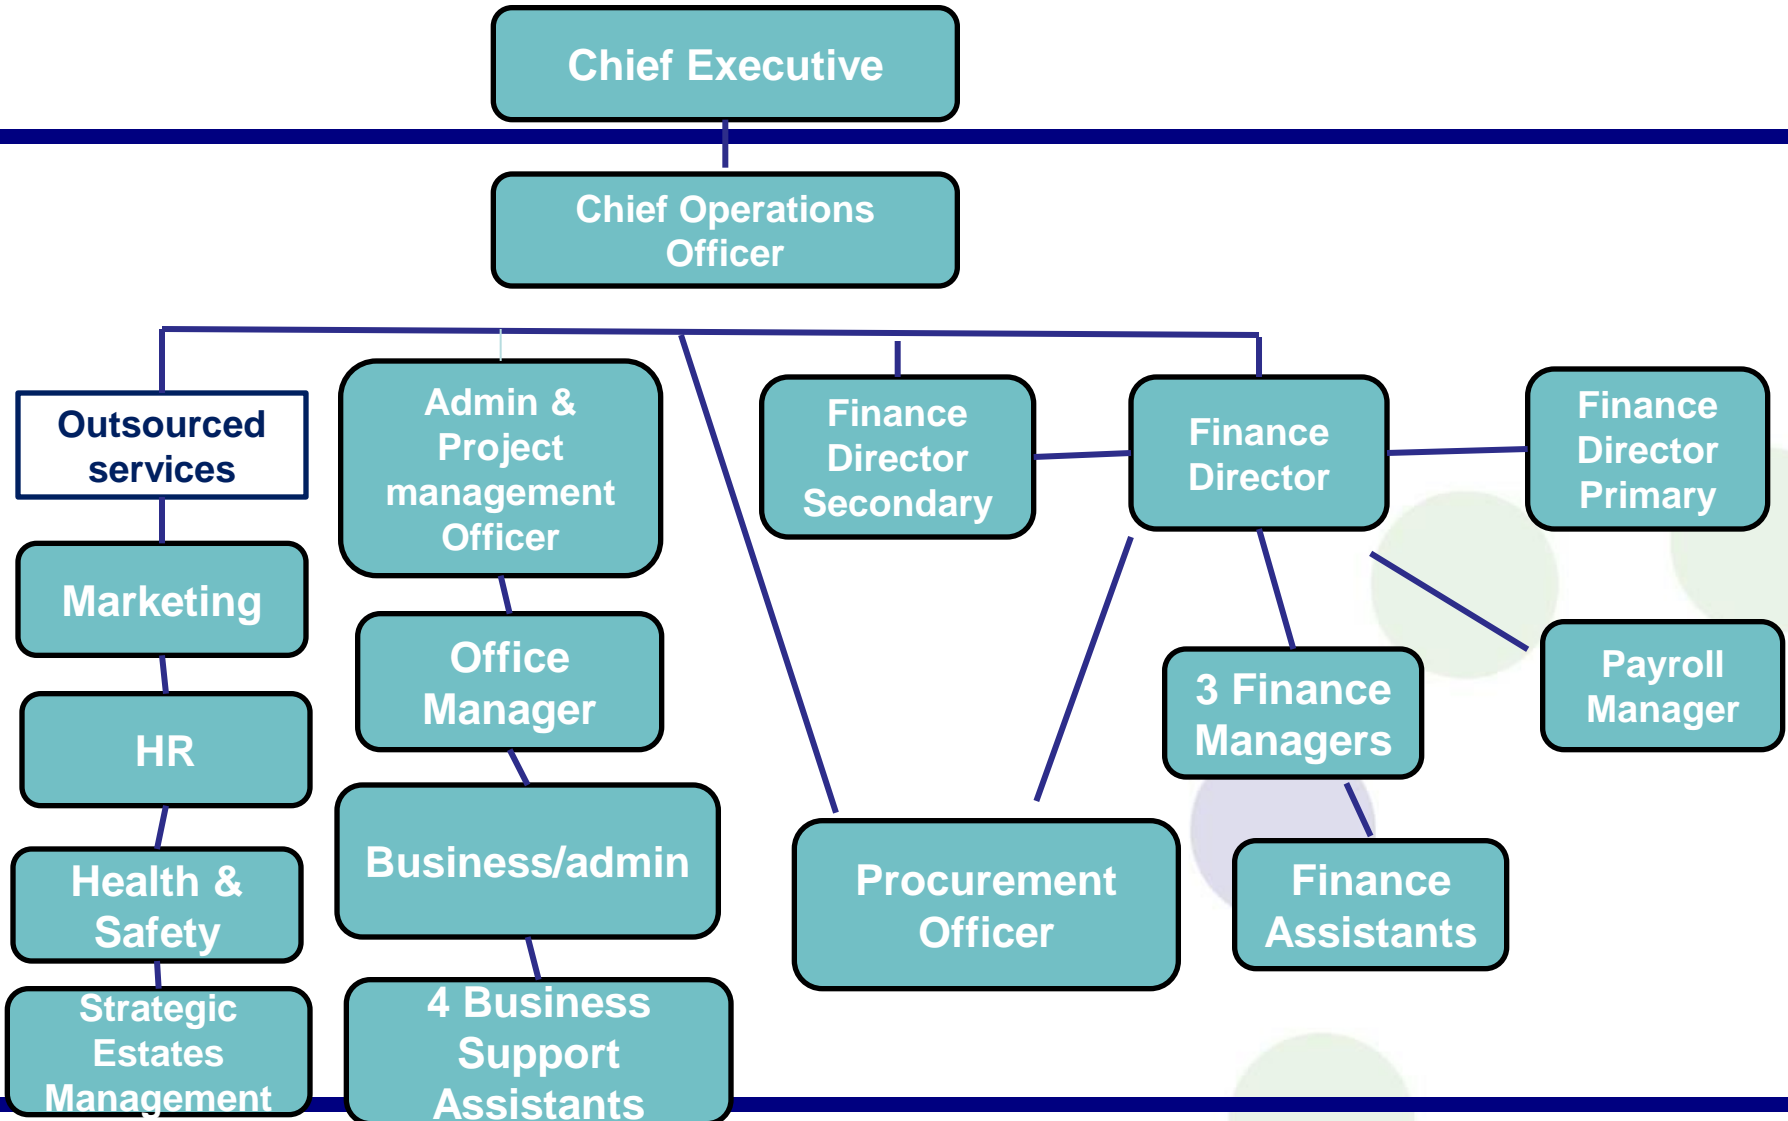 Chief Executive
Chief Operations
Officer
Outsourced
services
Marketing
HR
Health &
Safety
Strategic
Estates
Management
Admin &
Project
management
Officer
Office
Manager
Business/admin
4 Business
Support
Assistants
Finance
Director
Secondary
Finance
Director
Finance
Director
Primary
Procurement
Officer
3 Finance
Managers
Finance
Assistants
Payroll
Manager